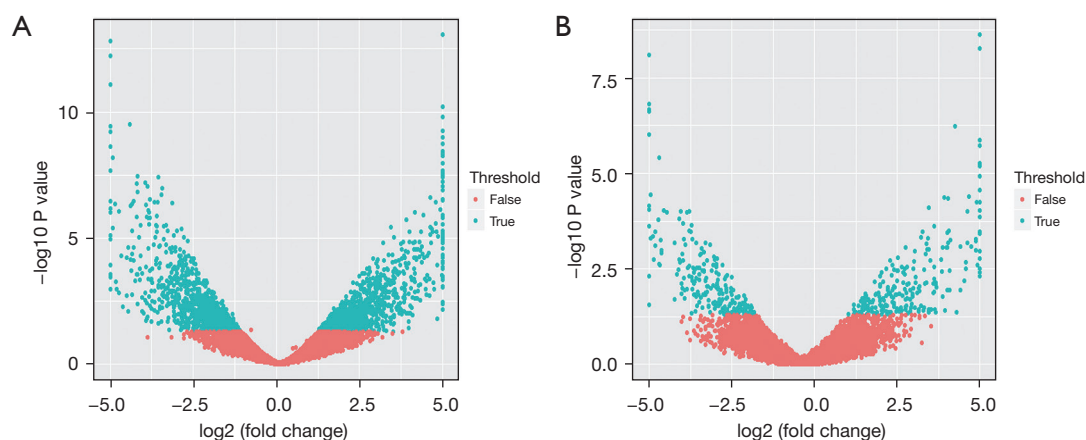 A
−log10 P value
10
5
0
−5.0
−2.5
0.0
2.5
5.0
log2 (fold change)
Threshold
False
True
B
−log10 P value
7.5
5.0
2.5
0.0
−5.0
−2.5
0.0
2.5
5.0
log2 (fold change)
Threshold
False
True